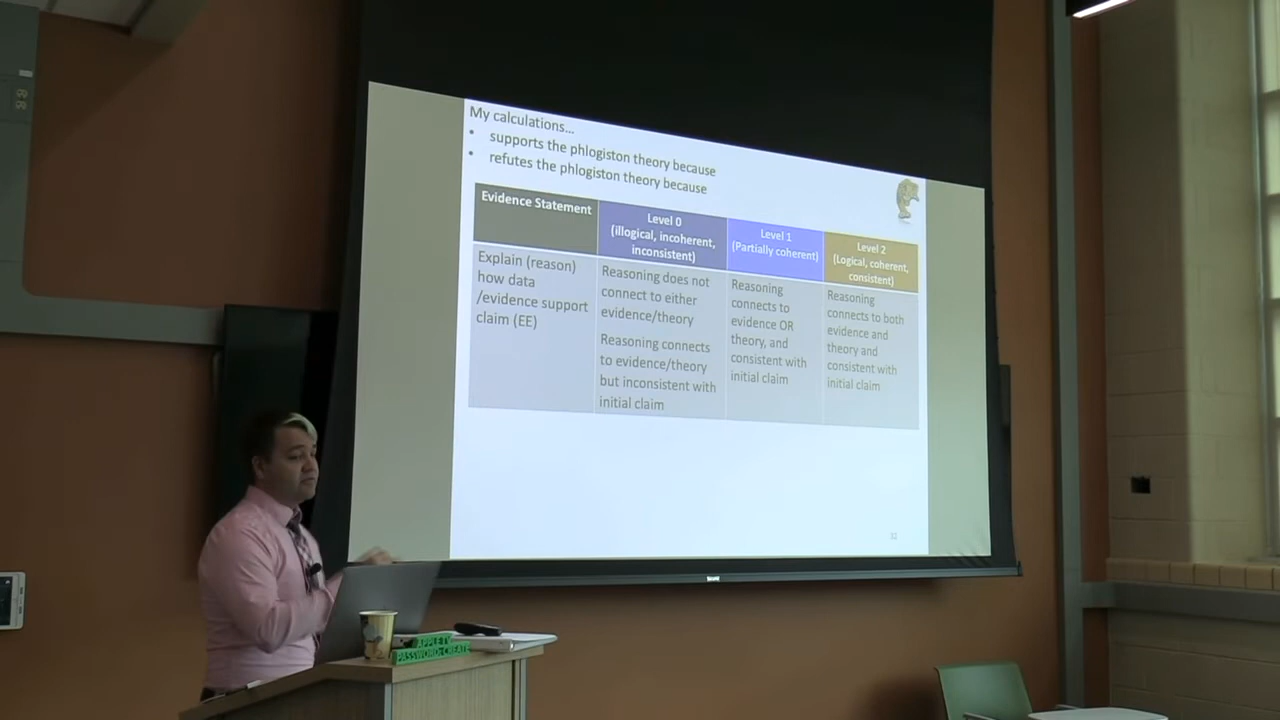 My calculations...
• supports the phlogiston theory because
• refutes the phlogiston theory because
Evidence Statement
Level 0
(illogical, incoherent,
inconsistent)
Level 1
(Partially coherent)
Level 2
(Logical, coherent,
consistent)
Explain (reason)
how data
/evidence support
claim (EE)
Reasoning does not
connect to either
evidence/theory
Reasoning connects
to evidence/theory
but inconsistent with
initial claim
Reasoning
connects to
evidence OR
theory, and
consistent with
initial claim
Reasoning
connects to both
evidence and
theory and
consistent with
initial claim
APPLE TV
PASSWORD: CREATE